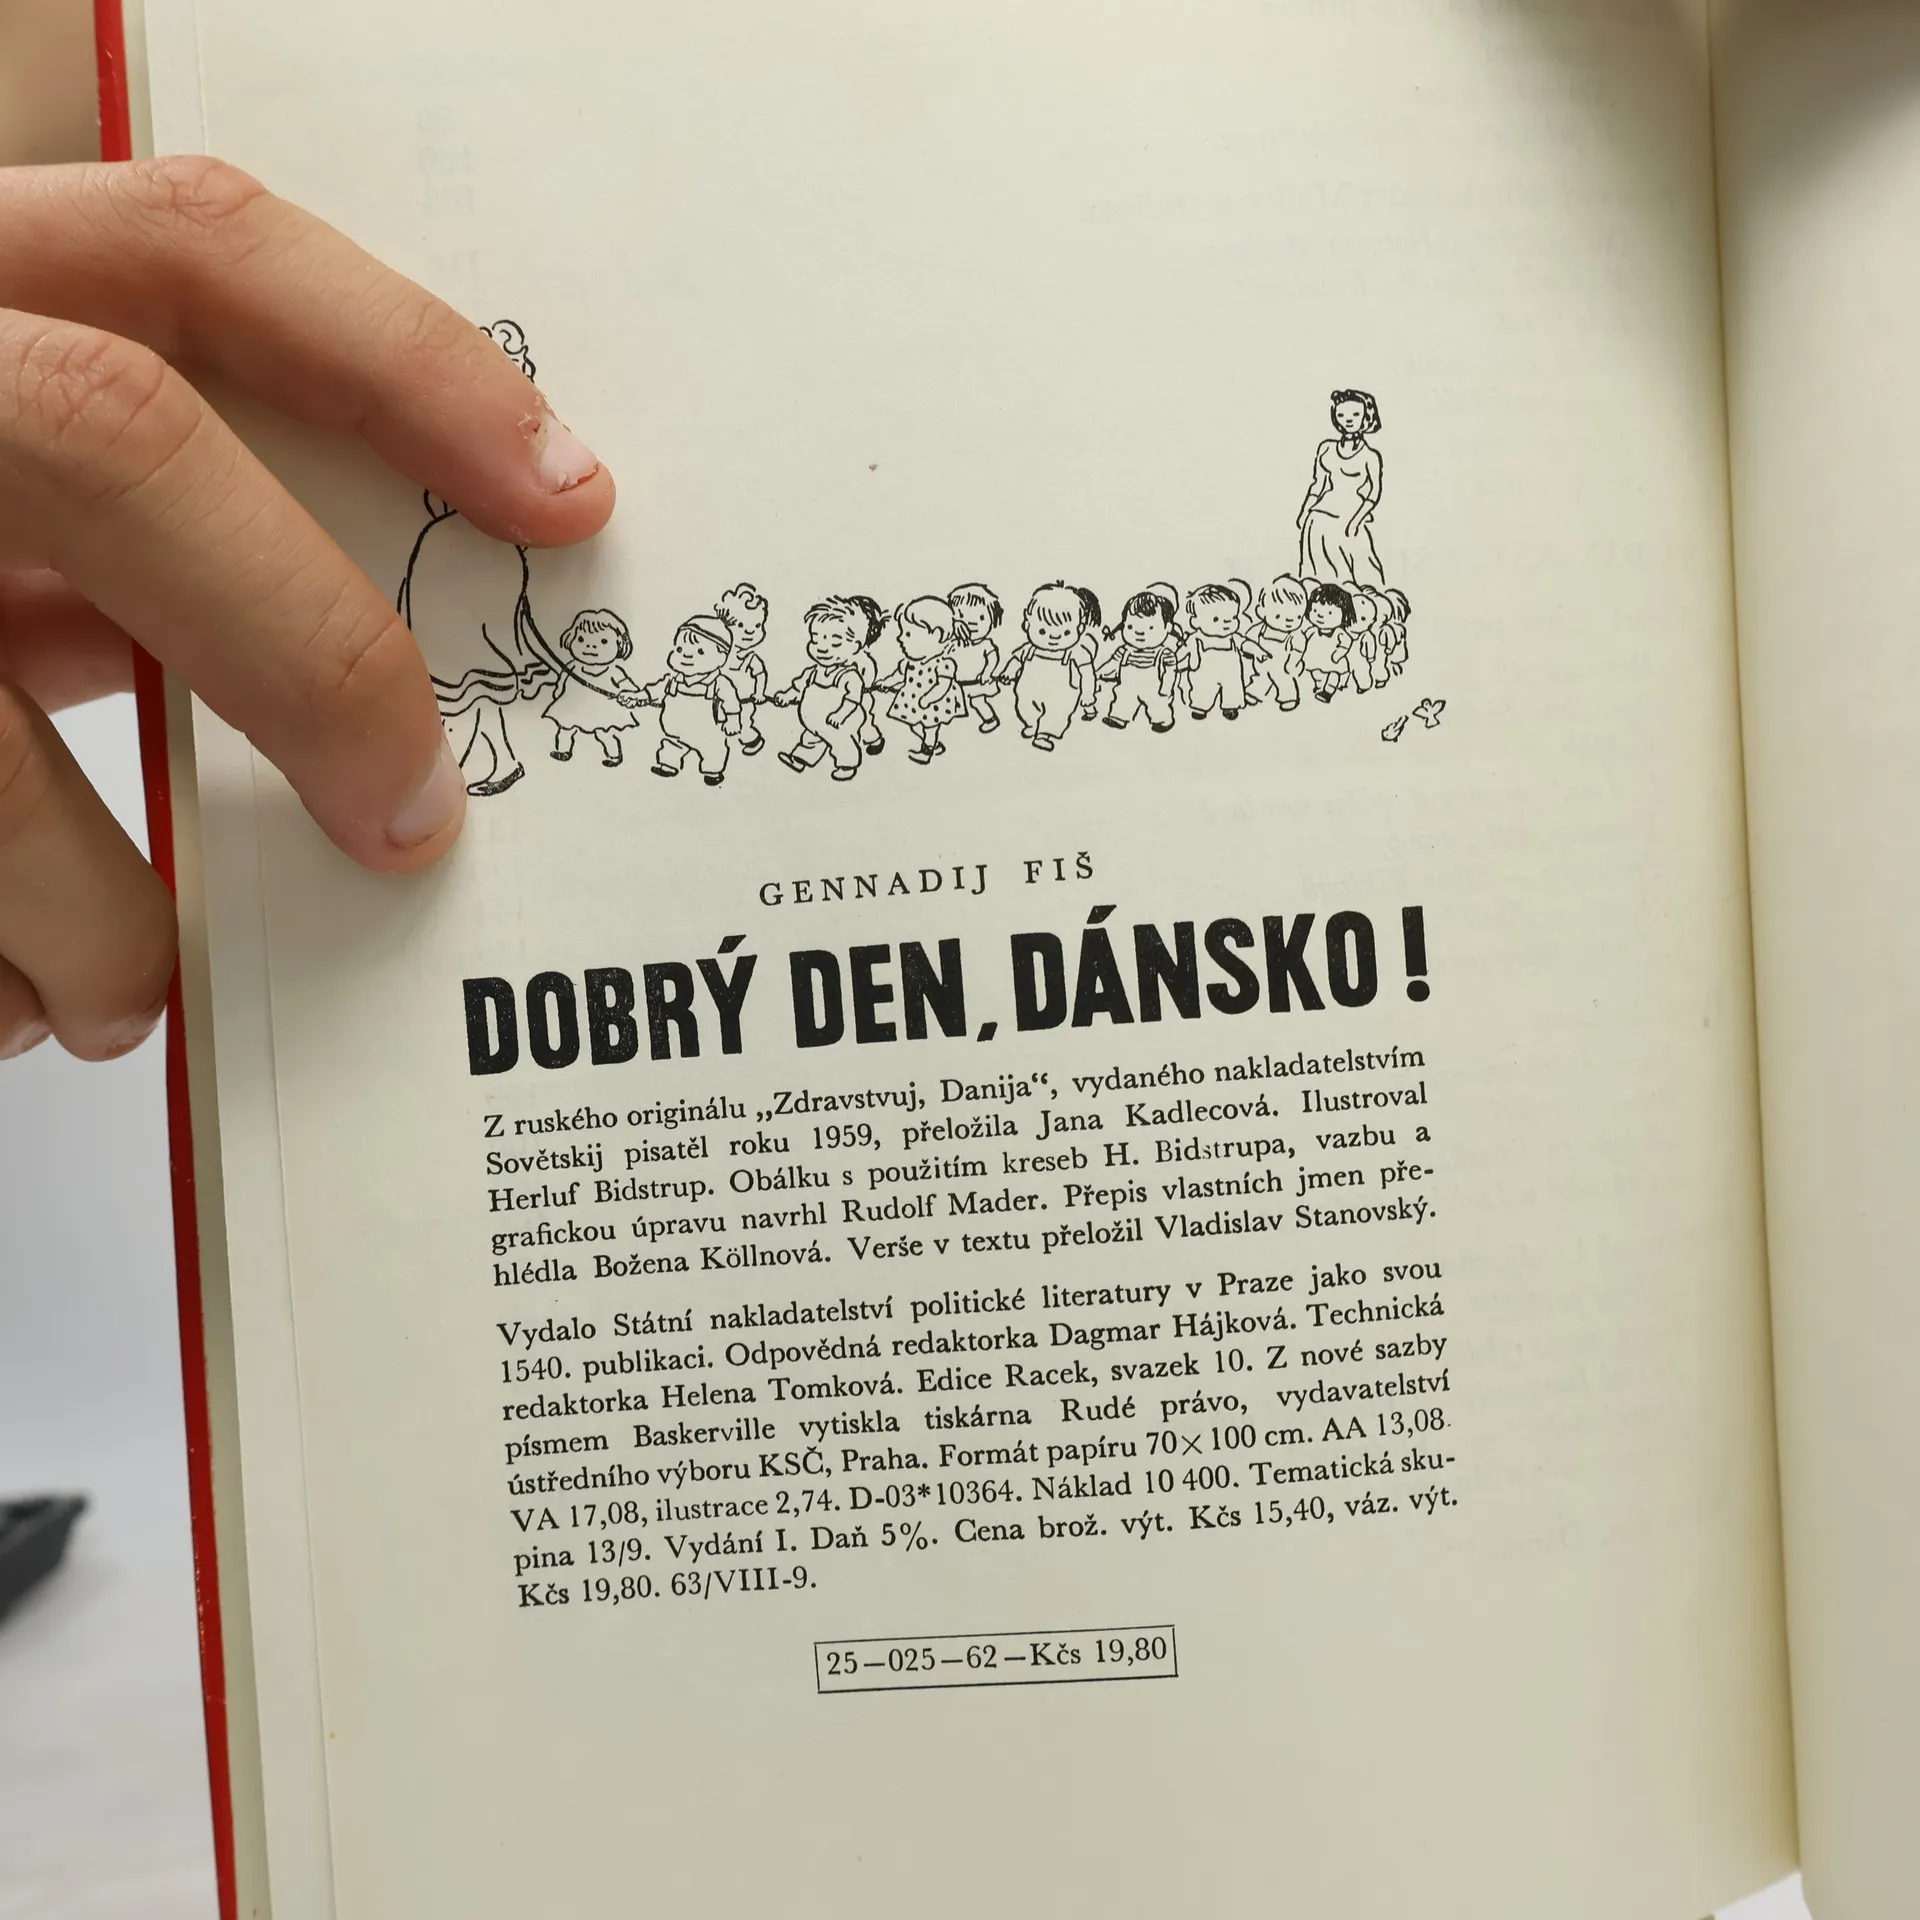 GENNADIJ FIŠ
DOBRÝ DEN, DÁNSKO!
Z ruského originálu „Zdravstvuj, Danija“, vydaného nakladatelstvím
Sovětskij pisatěl roku 1959, přeložila Jana Kadlecová. Ilustroval
Herluf Bidstrup. Obálku s použitím kreseb H. Bidstrupa, vazbu a
grafickou úpravu navrhl Rudolf Mader. Přepis vlastních jmen pře-
hlédla Božena Köllnová. Verše v textu přeložil Vladislav Stanovský.
Vydalo Státní nakladatelství politické literatury v Praze jako svou
1540. publikaci. Odpovědná redaktorka Dagmar Hájková. Technická
redaktorka Helena Tomková. Edice Racek, svazek 10. Z nové sazby
písmem Baskerville vytiskla tiskárna Rudé právo, vydavatelství
ústředního výboru KSČ, Praha. Formát papíru 70×100 cm. AA 13,08.
VA 17,08, ilustrace 2,74. D-03*10364. Náklad 10 400. Tematická sku-
pina 13/9. Vydání I. Daň 5%. Cena brož. výt. Kčs 15,40, váz. výt.
Kčs 19,80. 63/VIII-9.
25—025—62—Kčs 19,80